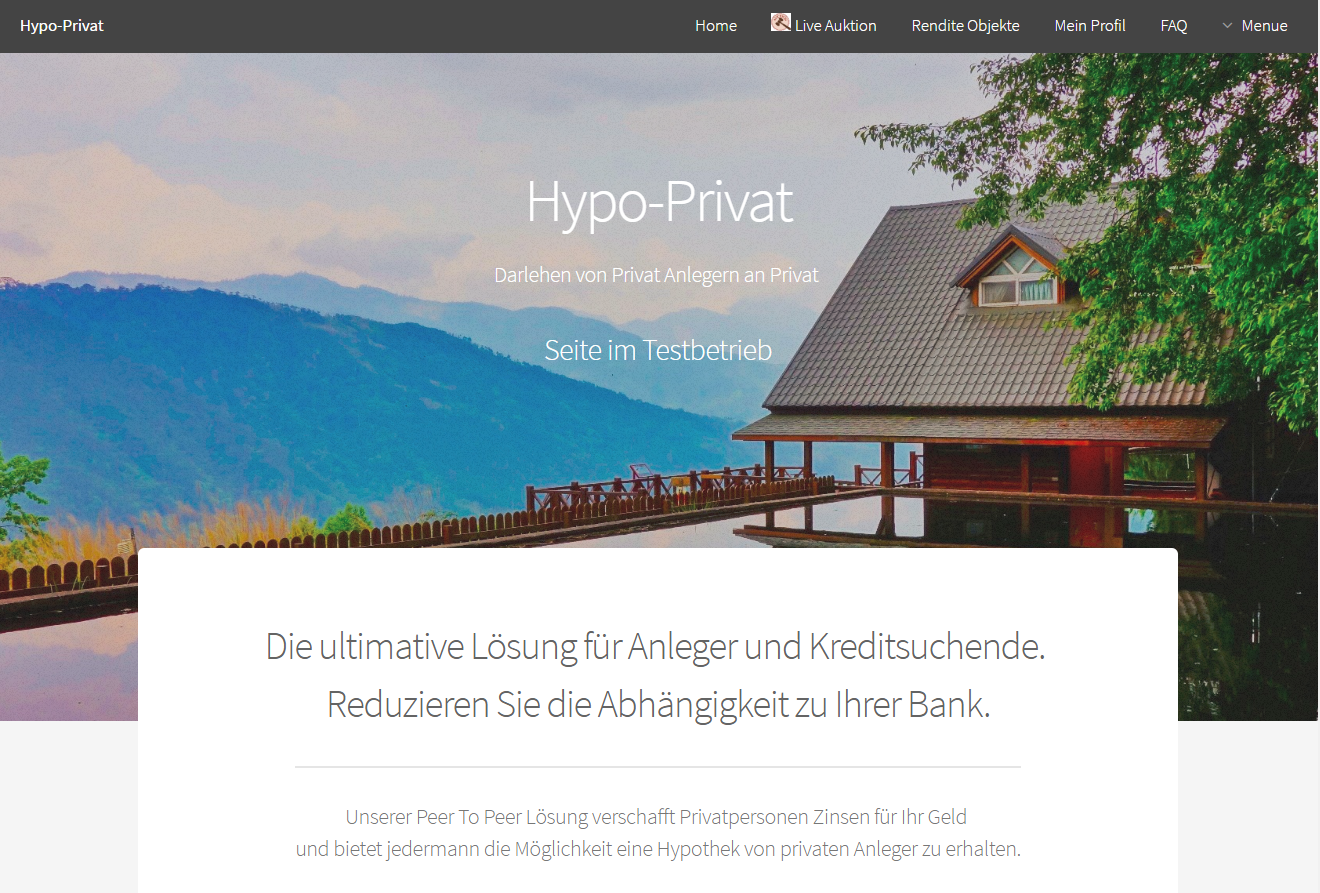 Hypo-Privat
Home
Live Auktion
Rendite Objekte
Mein Profil
FAQ
Menue
Hypo-Privat
Darlehen von Privat Anlegern an Privat
Seite im Testbetrieb
Die ultimative Lösung für Anleger und Kreditsuchende.
Reduzieren Sie die Abhängigkeit zu Ihrer Bank.
Unserer Peer To Peer Lösung verschafft Privatpersonen Zinsen für Ihr Geld
und bietet jedermann die Möglichkeit eine Hypothek von privaten Anleger zu erhalten.